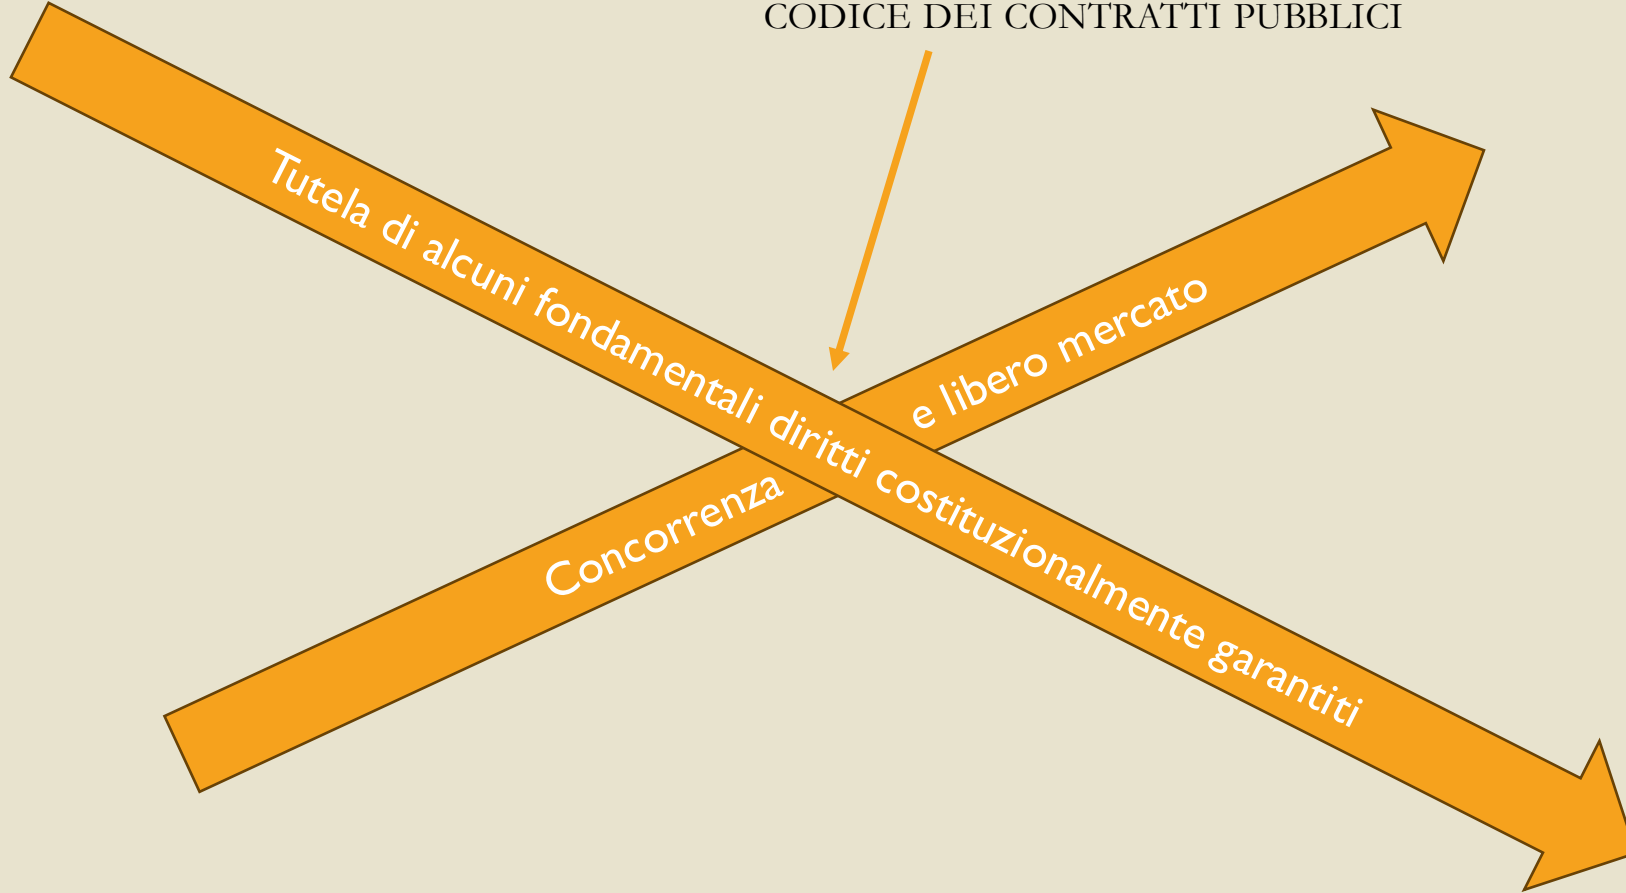 CODICE DEI CONTRATTI PUBBLICI
Tutela di alcuni fondamentali diritti costituzionalmente garantiti
Concorrenza e libero mercato